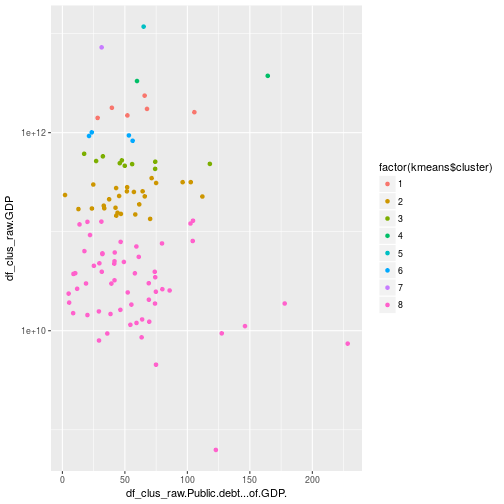 df_clus_raw.GDP
1e+12
1e+10
0
50
100
150
200
df_clus_raw.Public.debt...of.GDP.
factor(kmeans$cluster)
1
2
3
4
5
6
7
8